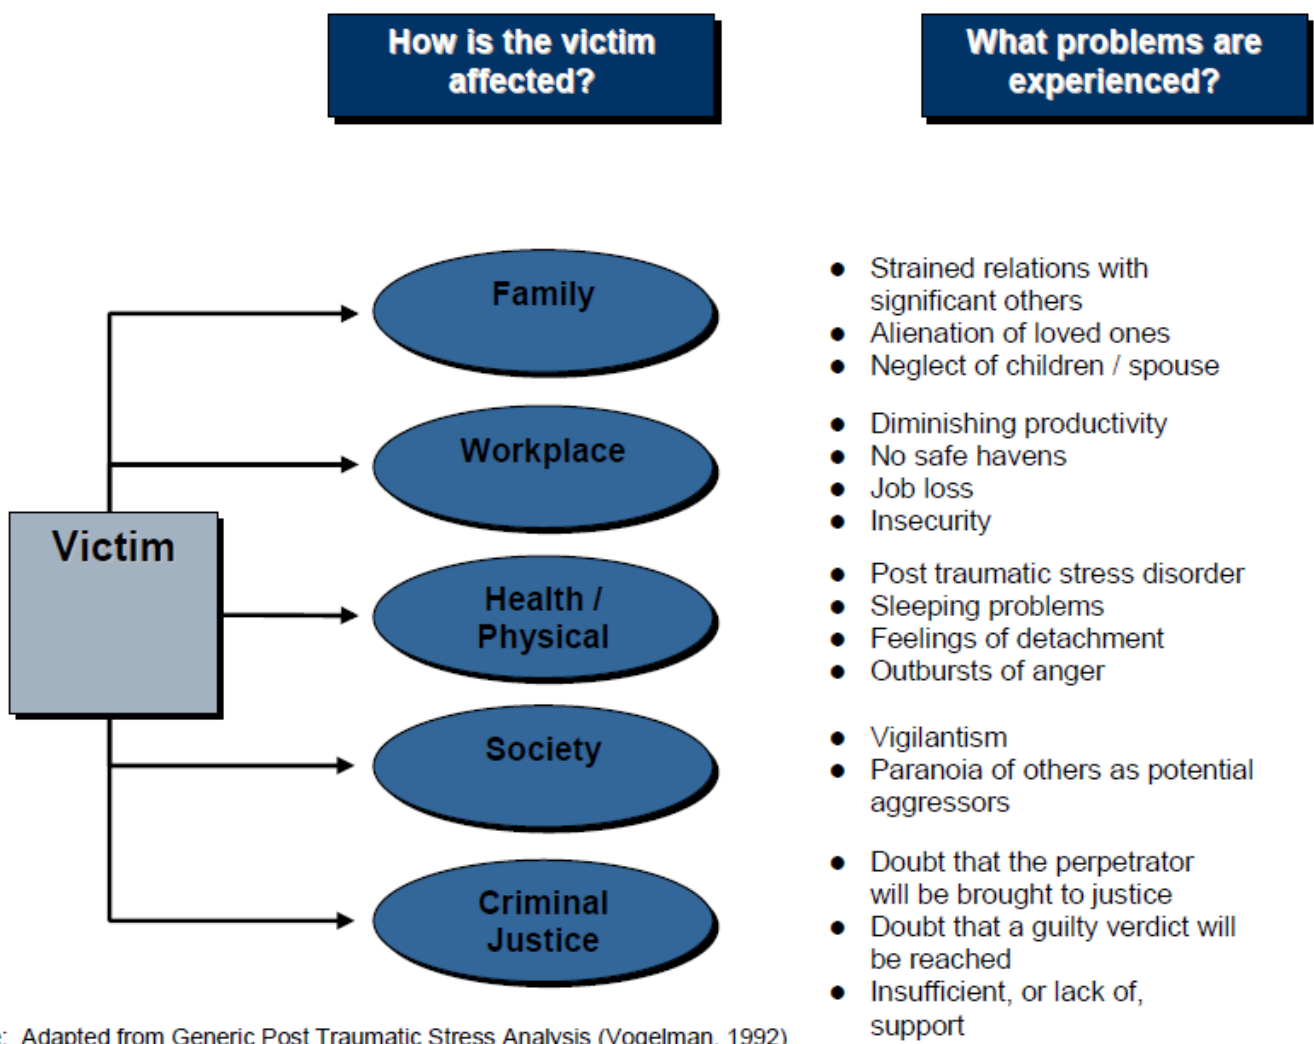 How is the victim
affected?
What problems are
experienced?
Victim
Family
● Strained relations with
significant others
● Alienation of loved ones
● Neglect of children / spouse
Workplace
● Diminishing productivity
● No safe havens
● Job loss
● Insecurity
Health /
Physical
● Post traumatic stress disorder
● Sleeping problems
● Feelings of detachment
● Outbursts of anger
Society
● Vigilantism
● Paranoia of others as potential
aggressors
Criminal
Justice
● Doubt that the perpetrator
will be brought to justice
● Doubt that a guilty verdict will
be reached
● Insufficient, or lack of,
support
Adapted from Generic Post Traumatic Stress Analysis (Vogelman, 1992)